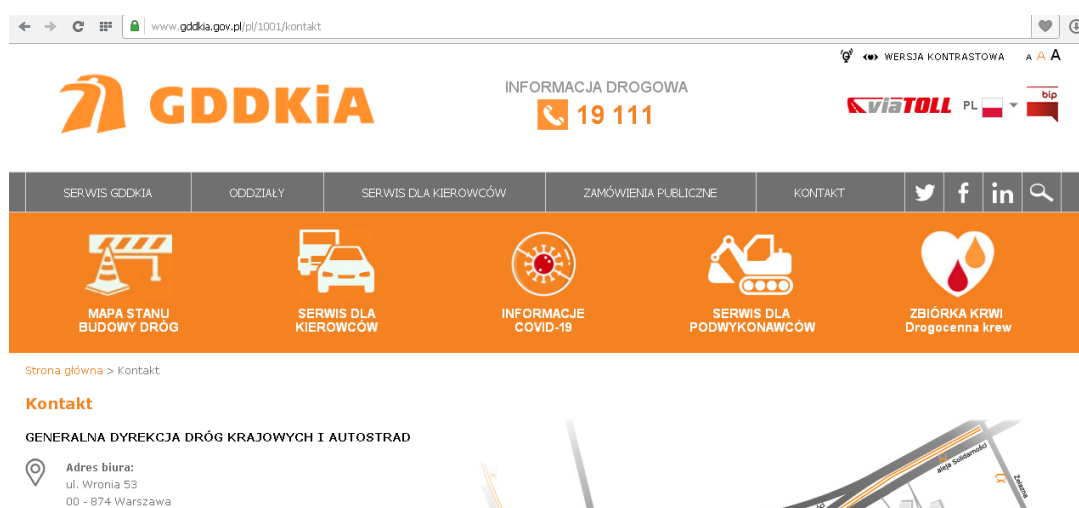 www.gddkia.gov.pl/pl/1001/kontakt
WERSJA KONTRASTOWA A A A
GDDKiA
INFORMACJA DROGOWA
19 111
viaTOLL
PL
bip
SERWIS GDDKIA
ODDZIAŁY
SERWIS DLA KIEROWCÓW
ZAMÓWIENIA PUBLICZNE
KONTAKT
MAPA STANU
BUDOWY DRÓG
SERWIS DLA
KIEROWCÓW
INFORMACJE
COVID-19
SERWIS DLA
PODWYKONAWCÓW
ZBIÓRKA KRWI
Drogocenna krew
Strona główna > Kontakt
Kontakt
GENERALNA DYREKCJA DRÓG KRAJOWYCH I AUTOSTRAD
Adres biura:
ul. Wronia 53
00 - 874 Warszawa
aleja Solidarności
Żelazna